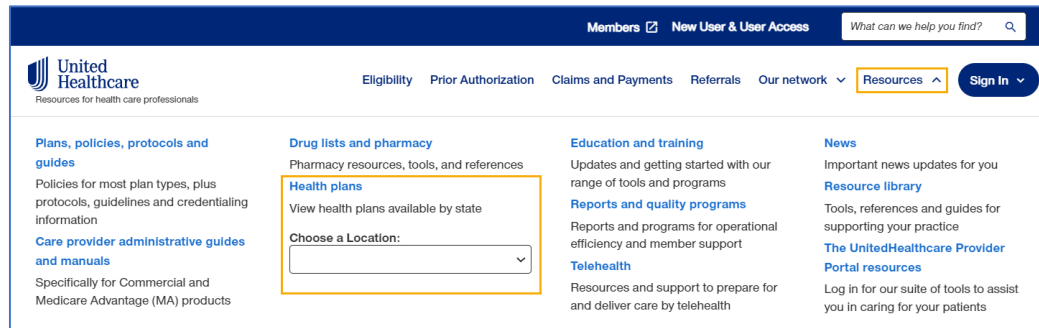 Members New User & User Access What can we help you find?
United
Healthcare
Resources for health care professionals
Eligibility Prior Authorization Claims and Payments Referrals Our network Resources Sign In
Plans, policies, protocols and
guides
Policies for most plan types, plus
protocols, guidelines and credentialing
information
Care provider administrative guides
and manuals
Specifically for Commercial and
Medicare Advantage (MA) products
Drug lists and pharmacy
Pharmacy resources, tools, and references
Health plans
View health plans available by state
Choose a Location:
Education and training
Updates and getting started with our
range of tools and programs
Reports and quality programs
Reports and programs for operational
efficiency and member support
Telehealth
Resources and support to prepare for
and deliver care by telehealth
News
Important news updates for you
Resource library
Tools, references and guides for
supporting your practice
The UnitedHealthcare Provider
Portal resources
Log in for our suite of tools to assist
you in caring for your patients